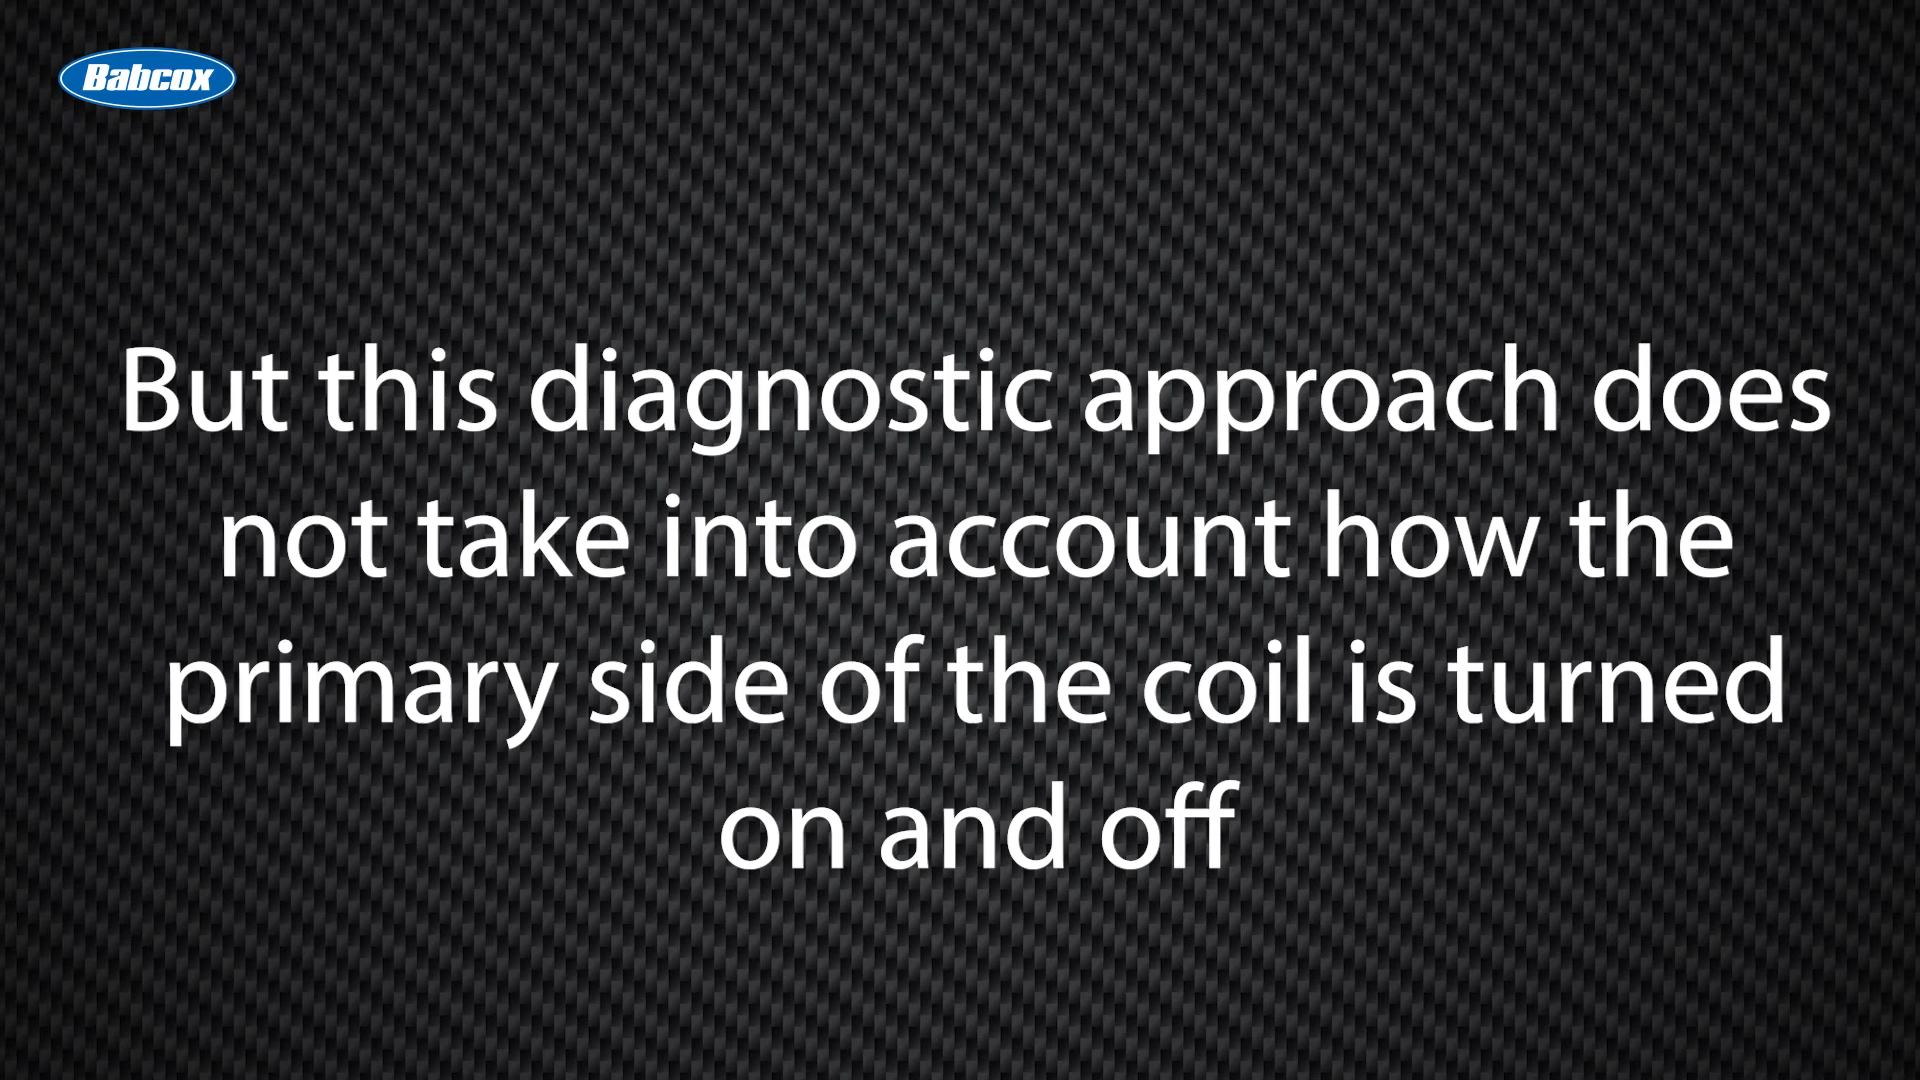 Babcox
But this diagnostic approach does
not take into account how the
primary side of the coil is turned
on and off